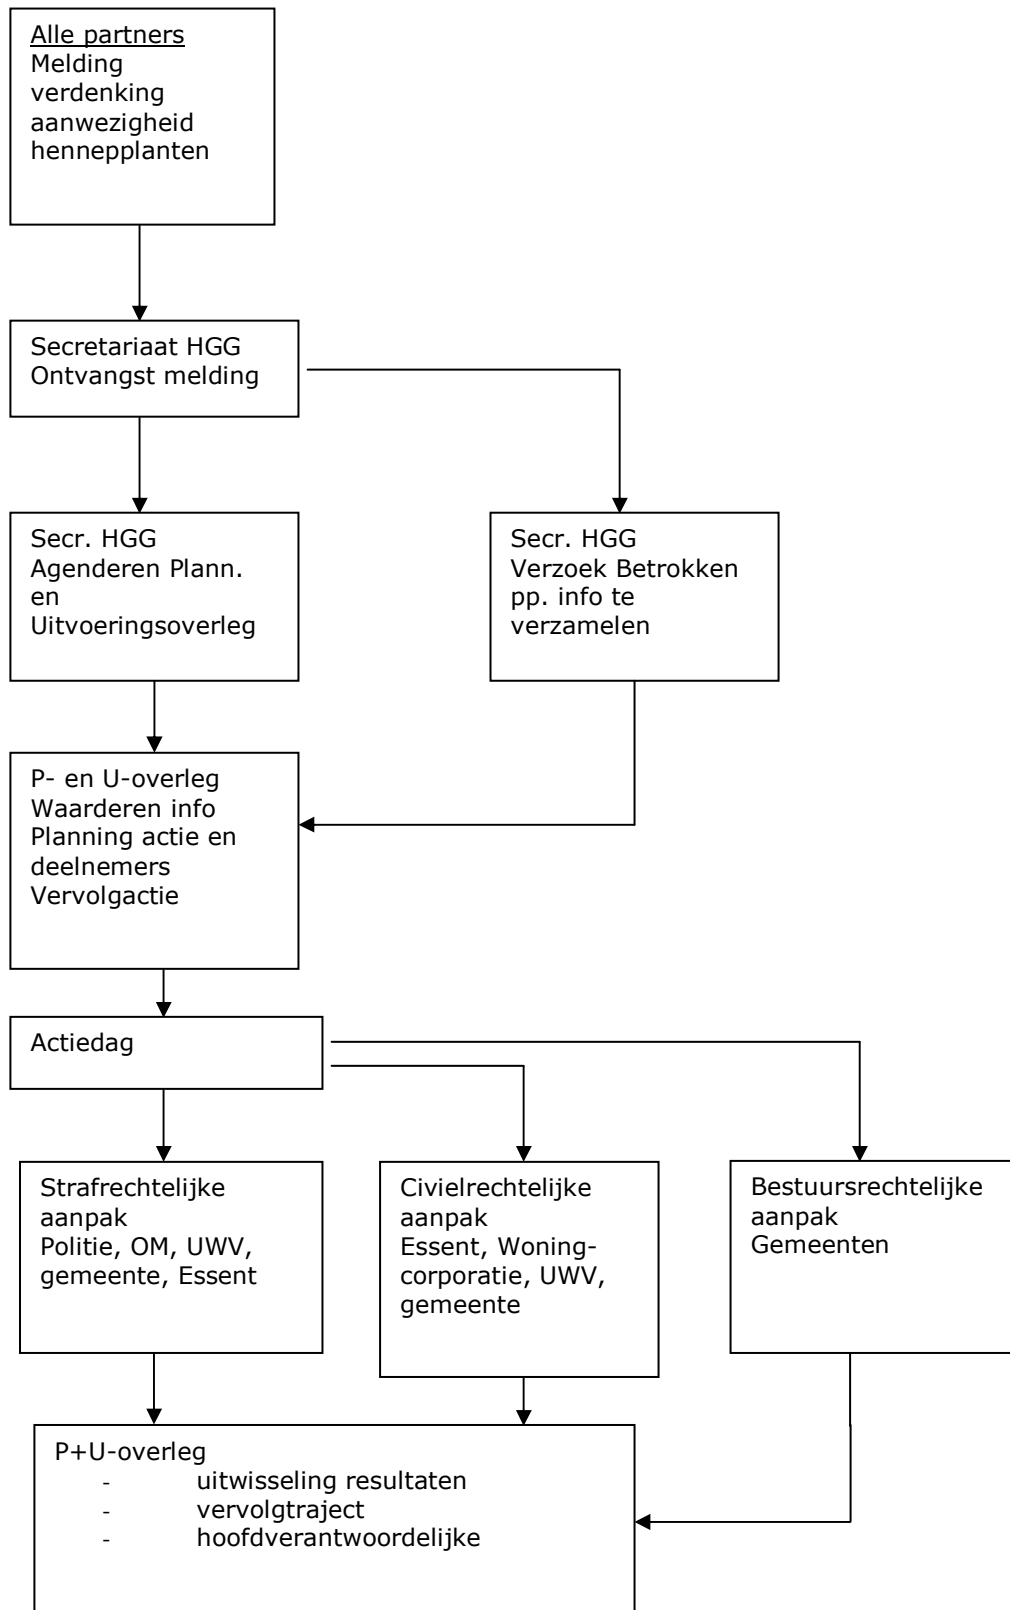 Alle partners
Melding
verdenking
aanwezigheid
hennepplanten
Secretariaat HGG
Ontvangst melding
Secr. HGG
Agenderen Plann.
en
Uitvoeringsoverleg
Secr. HGG
Verzoek Betrokken
pp. info te
verzamelen
P- en U-overleg
Waarderen info
Planning actie en
deelnemers
Vervolgactie
Actiedag
Strafrechtelijke
aanpak
Politie, OM, UWV,
gemeente, Essent
Civielrechtelijke
aanpak
Essent, Woning-
corporatie, UWV,
gemeente
Bestuursrechtelijke
aanpak
Gemeenten
P+U-overleg
- uitwisseling resultaten
- vervolgtraject
- hoofdverantwoordelijke